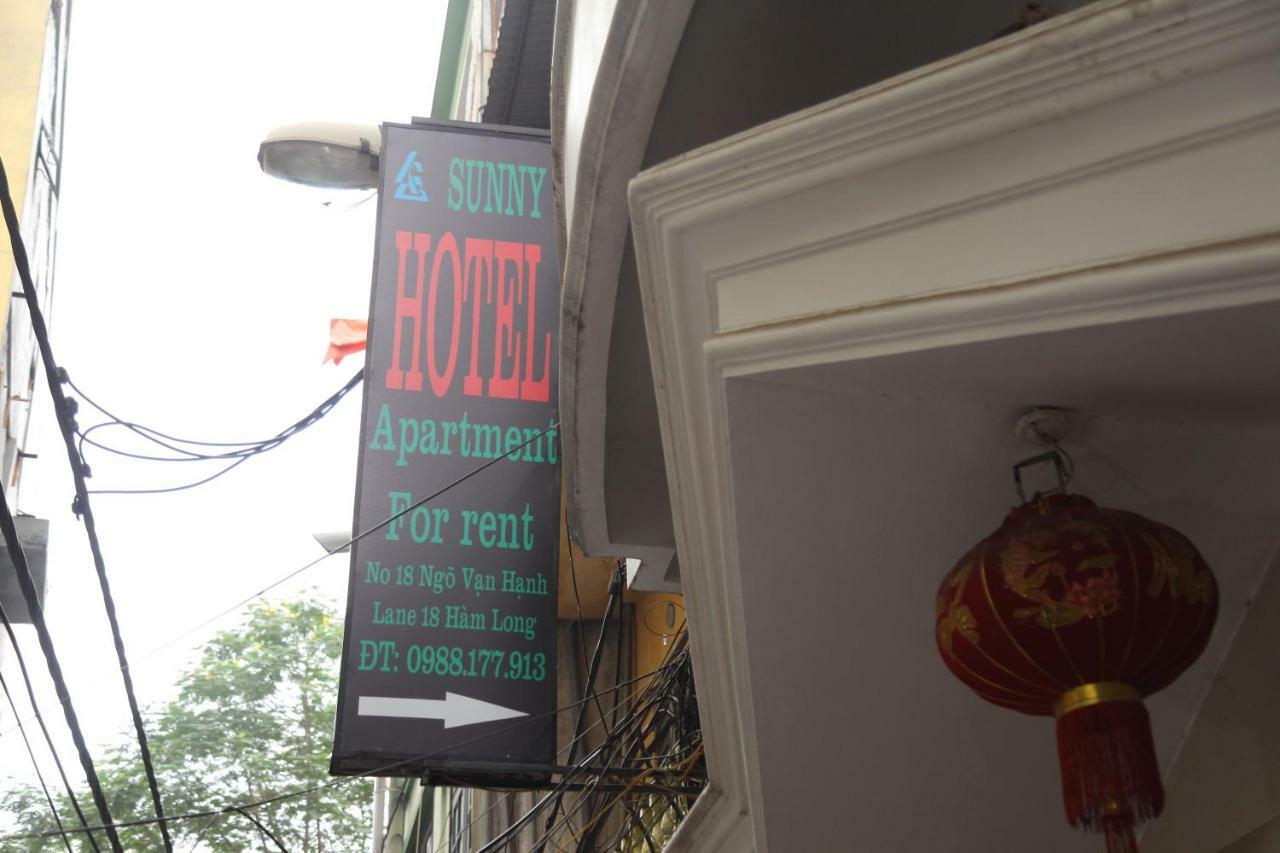 SUNNY
HOTEL
Apartment
For rent
No 18 Ngõ Vạn Hạnh
Lane 18 Hàm Long
ĐT: 0988.177.913